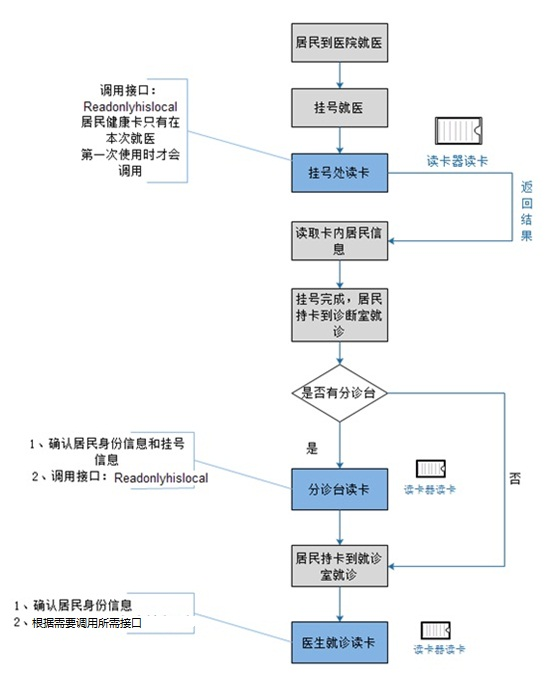 居民到医院就医
调用接口：
Readonlyhislocal
居民健康卡只有在
本次就医
第一次使用时才会
调用
挂号就医
读卡器读卡
挂号处读卡
返回结果
读取卡内居民信
息
挂号完成，居民
持卡到诊断室就
诊
是否有分诊台
是
否
1、确认居民身份信息和挂号
信息
2、调用接口：Readonlyhislocal
分诊台读卡
读卡器读卡
居民持卡到就诊
室就诊
1、确认居民身份信息
2、根据需要调用所需接口
医生就诊读卡
读卡器读卡